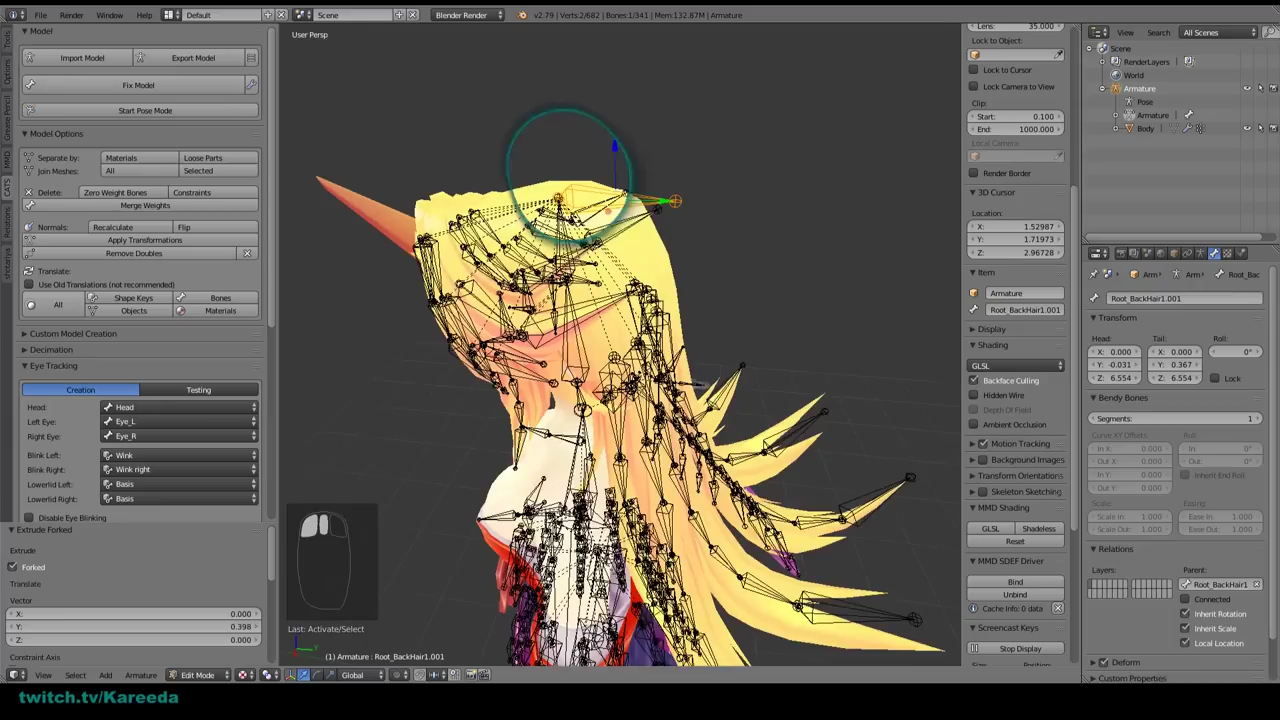 File Render Window Help Default Scene Blender Render v2.79 | Verts:2/682 | Bones:1/341 | Mem:132.87M | Armature
User Persp
Tools
Options
Grease Pencil
MMD
CATS
Relations
shotariya
Model
Import Model Export Model
Fix Model
Start Pose Mode
Model Options
Separate by: Materials Loose Parts
Join Meshes: All Selected
Delete: Zero Weight Bones Constraints
Merge Weights
Normals: Recalculate Flip
Apply Transformations
Remove Doubles
Translate:
Use Old Translations (not recommended)
All Shape Keys Bones
Objects Materials
Custom Model Creation
Decimation
Eye Tracking
Creation Testing
Head: Head
Left Eye: Eye_L
Right Eye: Eye_R
Blink Left: Wink
Blink Right: Wink right
Lowerlid Left: Basis
Lowerlid Right: Basis
Disable Eye Blinking
Extrude Forked
Extrude
Forked
Translate
Vector
X: 0.000
Y: 0.398
Z: 0.000
Constraint Axis
Last: Activate/Select
(1) Armature : Root_BackHair1.001
View Select Add Armature Edit Mode Global
Lens: 35.000
Lock to Object:
Lock to Cursor
Lock Camera to View
Clip:
Start: 0.100
End: 1000.000
Local Camera
Render Border
3D Cursor
Location:
X: 1.52987
Y: 1.71973
Z: 2.96728
Item
Armature
Root_BackHair1.001
Display
Shading
GLSL
Backface Culling
Hidden Wire
Depth Of Field
Ambient Occlusion
Motion Tracking
Background Images
Transform Orientations
Skeleton Sketching
MMD Shading
GLSL Shadeless
Reset
MMD SDEF Driver
Bind
Unbind
Cache Info: 0 data
Screencast Keys
Stop Display
View Search All Scenes
Scene
RenderLayers
World
Armature
Pose
Armature
Body
Arm Arm Root_Bac
Root_BackHair1.001
Transform
Head: Tail: Roll:
X: 0.000 X: 0.000 0°
Y: -0.031 Y: 0.367
Z: 6.554 Z: 6.554 Lock
Bendy Bones
Segments: 1
Curve XY Offsets: Roll:
In X: 0.000 In: 0°
In Y: 0.000 Out: 0°
Out X: 0.000 Inherit End Roll
Out Y: 0.000
Scale: Easing:
Scale In: 1.000 Ease In: 1.000
Scale Out: 1.000 Ease Out: 1.000
Relations
Layers: Parent:
Root_BackHair1
Connected
Inherit Rotation
Inherit Scale
Local Location
Deform
Custom Properties
twitch.tv/Kareeda